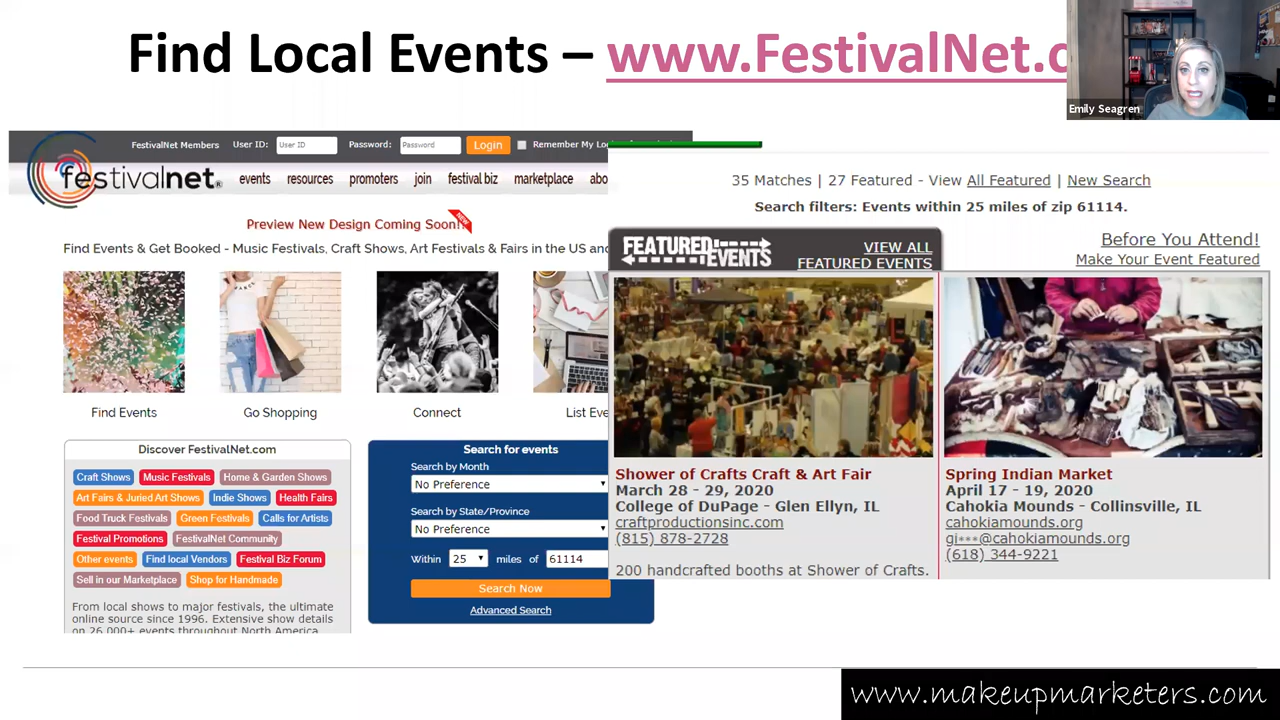 Find Local Events – www.FestivalNet.c
Emily Seagren
FestivalNet Members User ID: User ID Password: Password Login Remember My Lo
festivalnet® events resources promoters join festival biz marketplace abo
Preview New Design Coming Soon!! NEW
Find Events & Get Booked - Music Festivals, Craft Shows, Art Festivals & Fairs in the US and
Find Events
Go Shopping
Connect
List Eve
Discover FestivalNet.com
Craft Shows Music Festivals Home & Garden Shows
Art Fairs & Juried Art Shows Indie Shows Health Fairs
Food Truck Festivals Green Festivals Calls for Artists
Festival Promotions FestivalNet Community
Other events Find local Vendors Festival Biz Forum
Sell in our Marketplace Shop for Handmade
From local shows to major festivals, the ultimate
online source since 1996. Extensive show details
on 26,000+ events throughout North America
Search for events
Search by Month
No Preference
Search by State/Province
No Preference
Within 25 miles of 61114
Search Now
Advanced Search
35 Matches | 27 Featured - View All Featured | New Search
Search filters: Events within 25 miles of zip 61114.
Before You Attend!
Make Your Event Featured
FEATURED EVENTS
VIEW ALL
FEATURED EVENTS
Shower of Crafts Craft & Art Fair
March 28 - 29, 2020
College of DuPage - Glen Ellyn, IL
craftproductionsinc.com
(815) 878-2728
200 handcrafted booths at Shower of Crafts.
Spring Indian Market
April 17 - 19, 2020
Cahokia Mounds - Collinsville, IL
cahokiamounds.org
gi***@cahokiamounds.org
(618) 344-9221
www.makeupmarketers.com